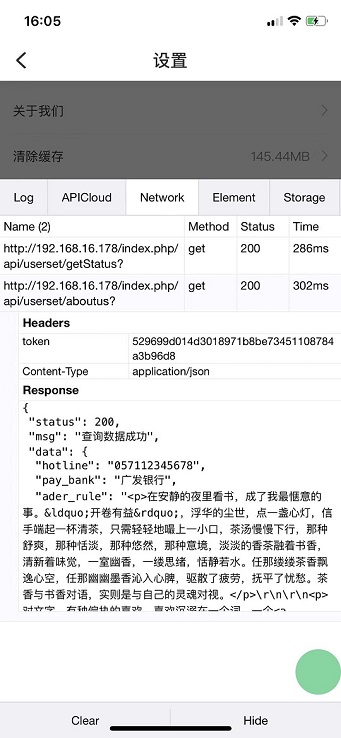 16:05
设置
关于我们
清除缓存 145.44MB
Log APICloud Network Element Storage
Name (2) Method Status Time
http://192.168.16.178/index.php/ get 200 286ms
api/userset/getStatus?
http://192.168.16.178/index.php/ get 200 302ms
api/userset/aboutus?
Headers
token 529699d014d3018971b8be73451108784
a3b96d8
Content-Type application/json
Response
{
"status": 200,
"msg": "查询数据成功",
"data": {
"hotline": "057112345678",
"pay_bank": "广发银行",
"ader_rule": "<p>在安静的夜里看书，成了我最惬意的
事。&ldquo;开卷有益&rdquo;，浮华的尘世，点一盏心灯，信
手端起一杯清茶，只需轻轻地嘬上一小口，茶汤慢慢下行，那种
舒爽，那种恬淡，那种悠然，那种意境，淡淡的香茶融着书香，
清新着味觉，一室幽香，一缕思绪，恬静若水。任那缕缕茶香飘
逸心空，任那幽幽墨香沁入心脾，驱散了疲劳，抚平了忧愁。茶
香与书香对语，实则是与自己的灵魂对视。</p>\r\n\r\n<p>
对文字，有种偏执的喜欢，喜欢沉溺在一个词，一个<a
Clear Hide